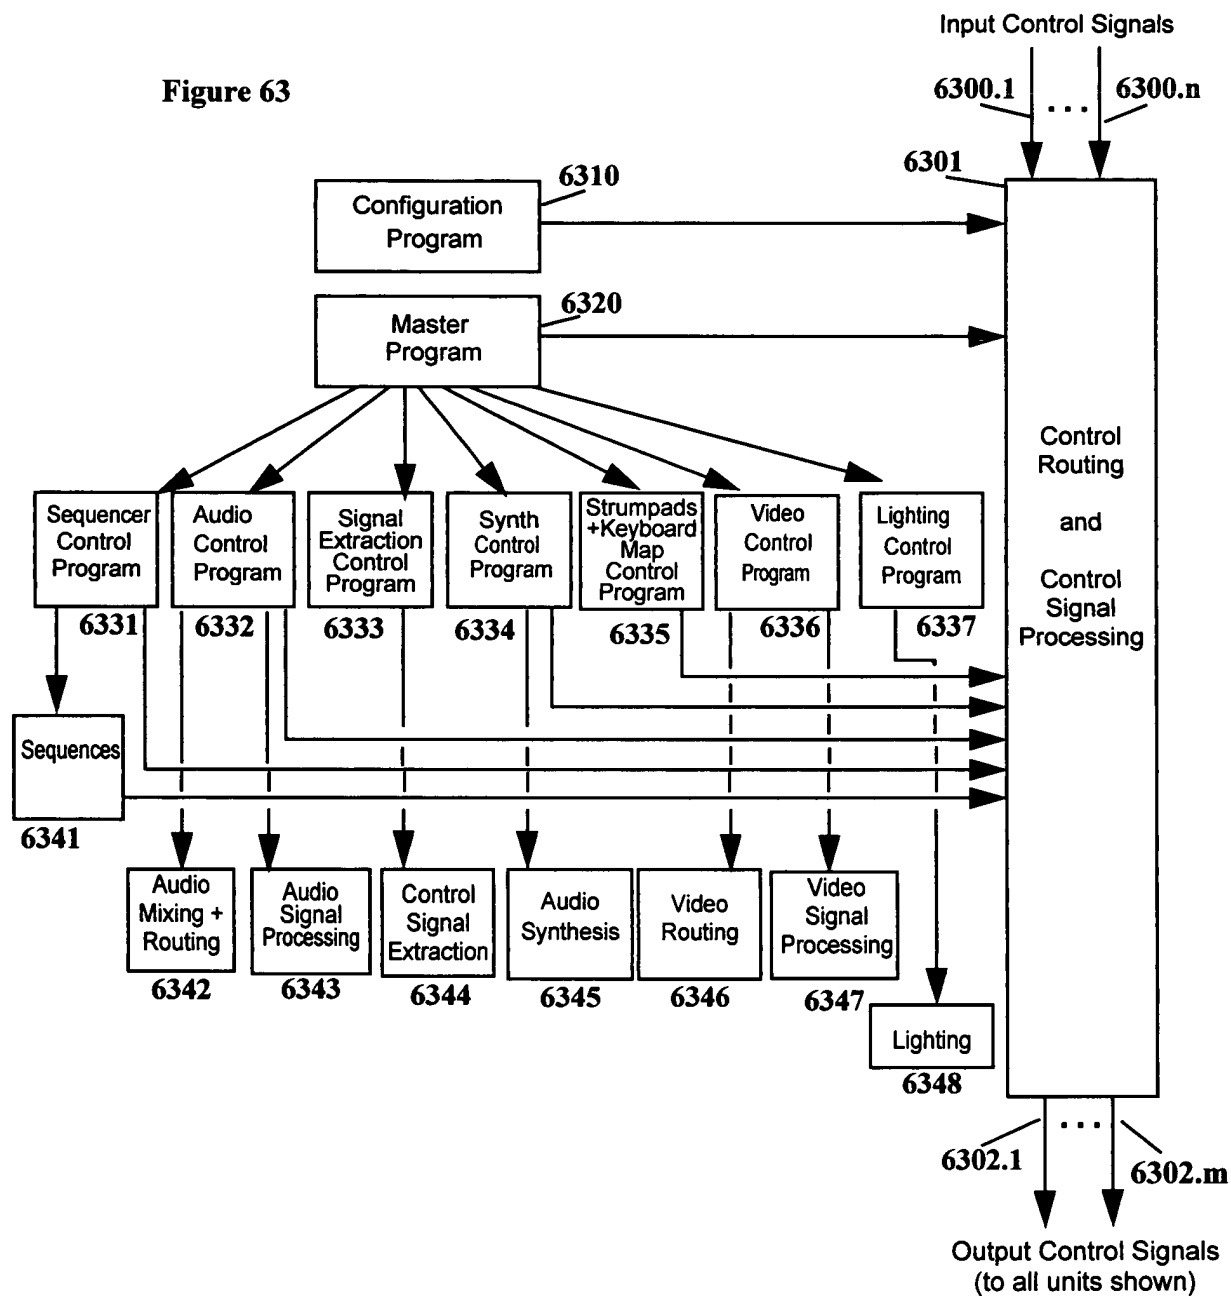 Input Control Signals
Figure 63
6300.1
...
6300.n
6301
6310
Configuration
Program
6320
Master
Program
Control
Routing
and
Control
Signal
Processing
Sequencer
Control
Program
Audio
Control
Program
Signal
Extraction
Control
Program
Synth
Control
Program
Strumpads
+Keyboard
Map
Control
Program
Video
Control
Program
Lighting
Control
Program
6331
6332
6333
6334
6335
6336
6337
Sequences
6341
Audio
Mixing +
Routing
Audio
Signal
Processing
Control
Signal
Extraction
Audio
Synthesis
Video
Routing
Video
Signal
Processing
6342
6343
6344
6345
6346
6347
Lighting
6348
6302.1
....
6302.m
Output Control Signals
(to all units shown)